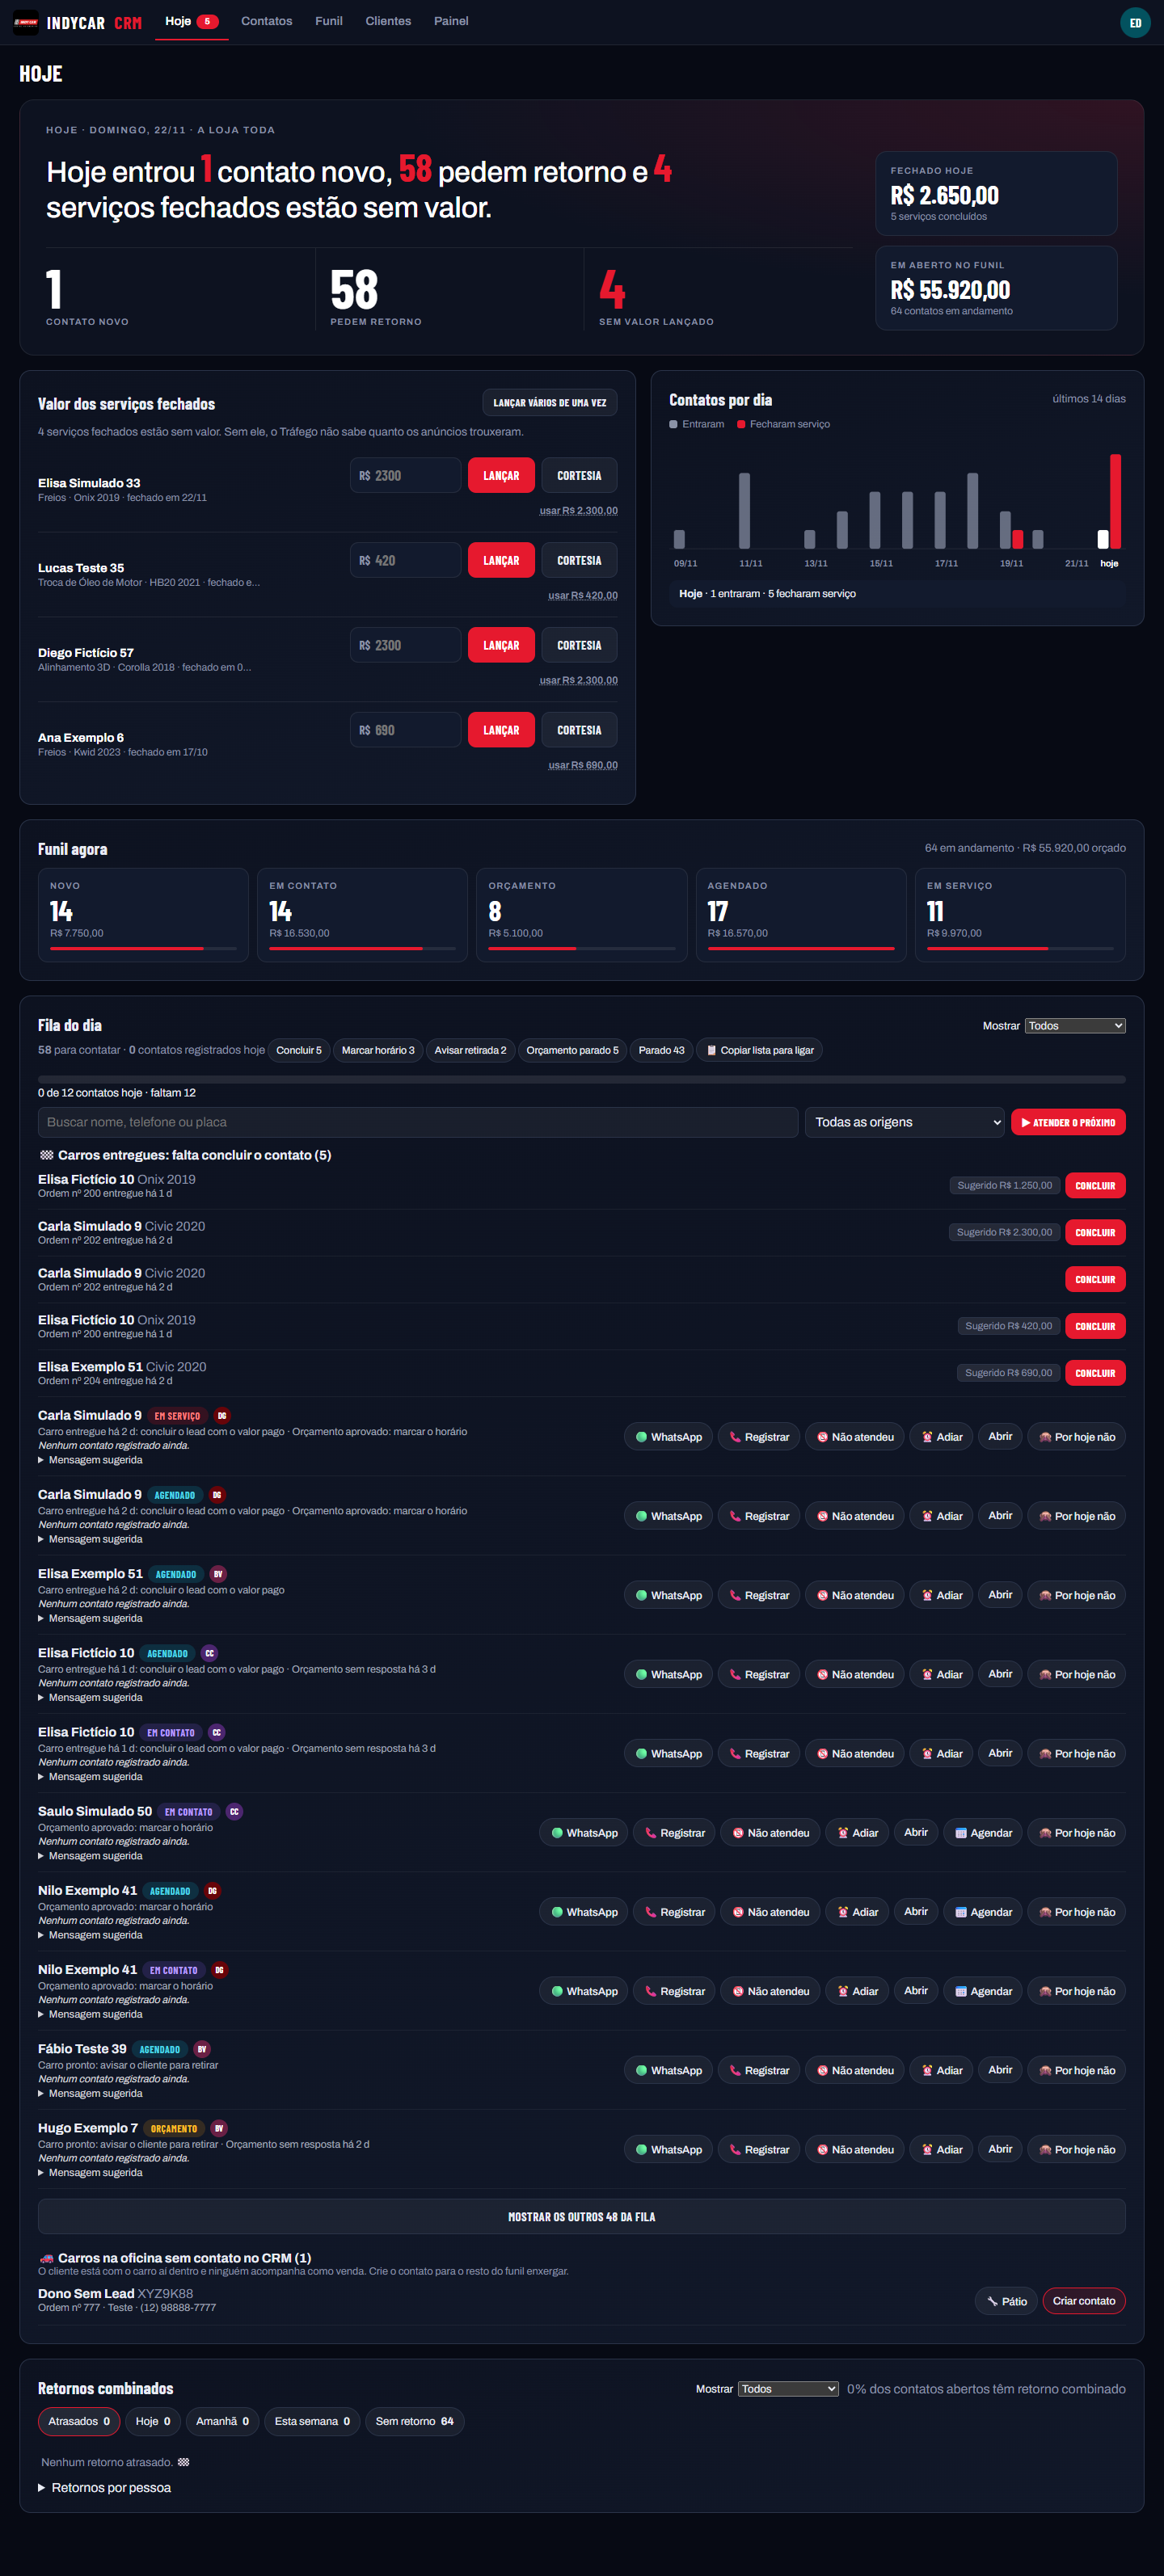 INDYCAR CRM
Hoje 5
Contatos
Funil
Clientes
Painel
ED
HOJE
HOJE · DOMINGO, 22/11 · A LOJA TODA
Hoje entrou 1 contato novo, 58 pedem retorno e 4
serviços fechados estão sem valor.
1
CONTATO NOVO
58
PEDEM RETORNO
4
SEM VALOR LANÇADO
FECHADO HOJE
R$ 2.650,00
5 serviços concluídos
EM ABERTO NO FUNIL
R$ 55.920,00
64 contatos em andamento
Valor dos serviços fechados
LANÇAR VÁRIOS DE UMA VEZ
4 serviços fechados estão sem valor. Sem ele, o Tráfego não sabe quanto os anúncios trouxeram.
Elisa Simulado 33
Freios · Onix 2019 · fechado em 22/11
R$ 2300
LANÇAR
CORTESIA
usar R$ 2.300,00
Lucas Teste 35
Troca de Óleo de Motor · HB20 2021 · fechado e...
R$ 420
LANÇAR
CORTESIA
usar R$ 420,00
Diego Fictício 57
Alinhamento 3D · Corolla 2018 · fechado em 0...
R$ 2300
LANÇAR
CORTESIA
usar R$ 2.300,00
Ana Exemplo 6
Freios · Kwid 2023 · fechado em 17/10
R$ 690
LANÇAR
CORTESIA
usar R$ 690,00
Contatos por dia
últimos 14 dias
Entraram
Fecharam serviço
09/11 11/11 13/11 15/11 17/11 19/11 21/11 hoje
Hoje · 1 entraram · 5 fecharam serviço
Funil agora
64 em andamento · R$ 55.920,00 orçado
NOVO
14
R$ 7.750,00
EM CONTATO
14
R$ 16.530,00
ORÇAMENTO
8
R$ 5.100,00
AGENDADO
17
R$ 16.570,00
EM SERVIÇO
11
R$ 9.970,00
Fila do dia
Mostrar Todos
58 para contatar · 0 contatos registrados hoje
Concluir 5
Marcar horário 3
Avisar retirada 2
Orçamento parado 5
Parado 43
Copiar lista para ligar
0 de 12 contatos hoje · faltam 12
Buscar nome, telefone ou placa
Todas as origens
▶ ATENDER O PRÓXIMO
Carros entregues: falta concluir o contato (5)
Elisa Fictício 10 Onix 2019
Ordem nº 200 entregue há 1 d
Sugerido R$ 1.250,00
CONCLUIR
Carla Simulado 9 Civic 2020
Ordem nº 202 entregue há 2 d
Sugerido R$ 2.300,00
CONCLUIR
Carla Simulado 9 Civic 2020
Ordem nº 202 entregue há 2 d
CONCLUIR
Elisa Fictício 10 Onix 2019
Ordem nº 200 entregue há 1 d
Sugerido R$ 420,00
CONCLUIR
Elisa Exemplo 51 Civic 2020
Ordem nº 204 entregue há 2 d
Sugerido R$ 690,00
CONCLUIR
Carla Simulado 9 EM SERVIÇO DG
Carro entregue há 2 d: concluir o lead com o valor pago · Orçamento aprovado: marcar o horário
Nenhum contato registrado ainda.
▶ Mensagem sugerida
WhatsApp Registrar Não atendeu Adiar Abrir Por hoje não
Carla Simulado 9 AGENDADO DG
Carro entregue há 2 d: concluir o lead com o valor pago · Orçamento aprovado: marcar o horário
Nenhum contato registrado ainda.
▶ Mensagem sugerida
WhatsApp Registrar Não atendeu Adiar Abrir Por hoje não
Elisa Exemplo 51 AGENDADO BV
Carro entregue há 2 d: concluir o lead com o valor pago
Nenhum contato registrado ainda.
▶ Mensagem sugerida
WhatsApp Registrar Não atendeu Adiar Abrir Por hoje não
Elisa Fictício 10 AGENDADO CC
Carro entregue há 1 d: concluir o lead com o valor pago · Orçamento sem resposta há 3 d
Nenhum contato registrado ainda.
▶ Mensagem sugerida
WhatsApp Registrar Não atendeu Adiar Abrir Por hoje não
Elisa Fictício 10 EM CONTATO CC
Carro entregue há 1 d: concluir o lead com o valor pago · Orçamento sem resposta há 3 d
Nenhum contato registrado ainda.
▶ Mensagem sugerida
WhatsApp Registrar Não atendeu Adiar Abrir Por hoje não
Saulo Simulado 50 EM CONTATO CC
Orçamento aprovado: marcar o horário
Nenhum contato registrado ainda.
▶ Mensagem sugerida
WhatsApp Registrar Não atendeu Adiar Abrir Agendar Por hoje não
Nilo Exemplo 41 AGENDADO DG
Orçamento aprovado: marcar o horário
Nenhum contato registrado ainda.
▶ Mensagem sugerida
WhatsApp Registrar Não atendeu Adiar Abrir Agendar Por hoje não
Nilo Exemplo 41 EM CONTATO DG
Orçamento aprovado: marcar o horário
Nenhum contato registrado ainda.
▶ Mensagem sugerida
WhatsApp Registrar Não atendeu Adiar Abrir Agendar Por hoje não
Fábio Teste 39 AGENDADO BV
Carro pronto: avisar o cliente para retirar
Nenhum contato registrado ainda.
▶ Mensagem sugerida
WhatsApp Registrar Não atendeu Adiar Abrir Por hoje não
Hugo Exemplo 7 ORÇAMENTO BV
Carro pronto: avisar o cliente para retirar · Orçamento sem resposta há 2 d
Nenhum contato registrado ainda.
▶ Mensagem sugerida
WhatsApp Registrar Não atendeu Adiar Abrir Por hoje não
MOSTRAR OS OUTROS 48 DA FILA
Carros na oficina sem contato no CRM (1)
O cliente está com o carro aí dentro e ninguém acompanha como venda. Crie o contato para o resto do funil enxergar.
Dono Sem Lead XYZ9K88
Ordem nº 777 · Teste · (12) 98888-7777
Pátio
Criar contato
Retornos combinados
Mostrar Todos
0% dos contatos abertos têm retorno combinado
Atrasados 0
Hoje 0
Amanhã 0
Esta semana 0
Sem retorno 64
Nenhum retorno atrasado.
▶ Retornos por pessoa